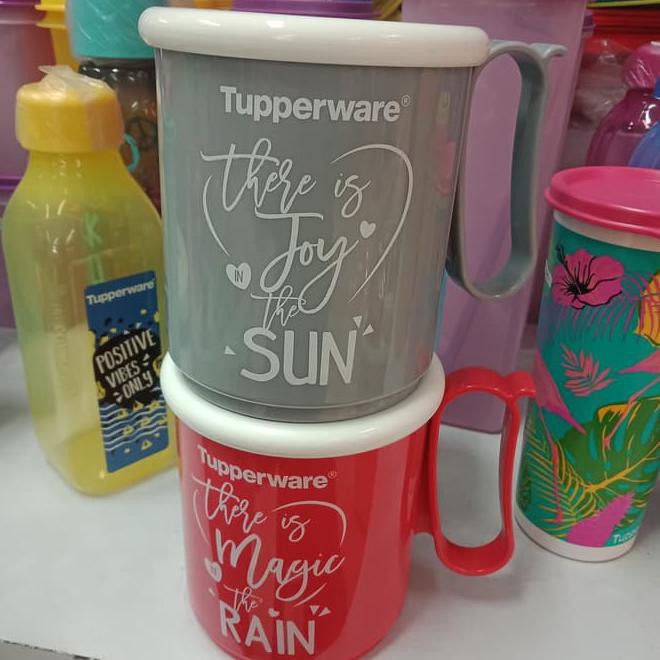 Tupperware®
there is
Joy
IN
the
SUN
Tupperware®
there is
Magic
IN
the
RAIN
Tupperware
POSITIVE
VIBES
ONLY